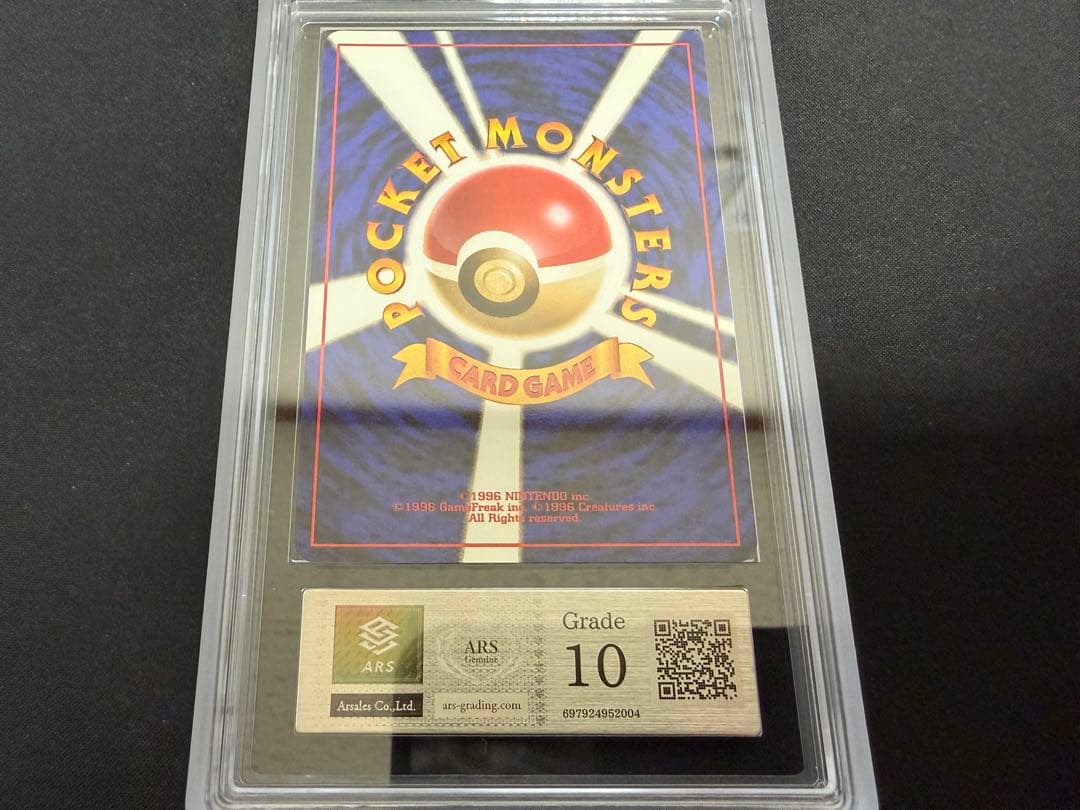 POCKET MONSTERS
CARD GAME
©1996 NINTENDO inc.
©1996 GameFreak inc. ©1996 Creatures inc
All Rights reserved.
ARS
Arsales Co.,Ltd.
ARS
Genuine
ars-grading.com
Grade
10
697924952004